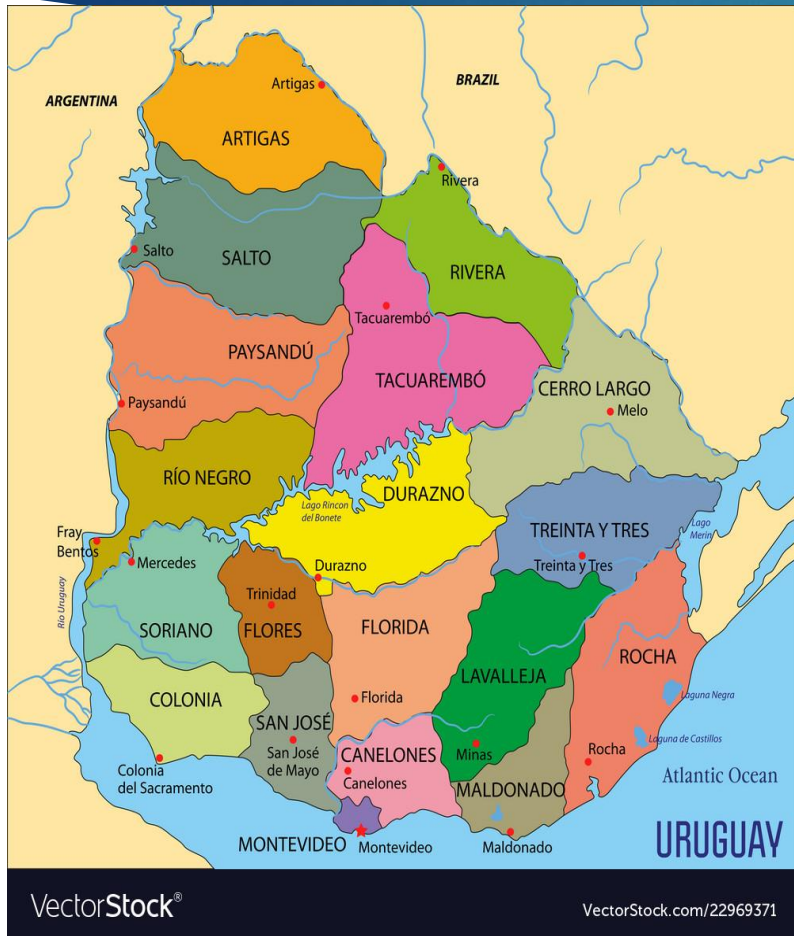 ARGENTINA
BRAZIL
Artigas
ARTIGAS
Rivera
Salto
SALTO
RIVERA
Tacuarembó
PAYSANDÚ
TACUAREMBÓ
CERRO LARGO
Paysandú
Melo
RÍO NEGRO
DURAZNO
Lago Rincon
del Bonete
TREINTA Y TRES
Lago
Merín
Fray
Bentos
Mercedes
Durazno
Treinta y Tres
Trinidad
Río Uruguay
SORIANO
FLORES
FLORIDA
ROCHA
LAVALLEJA
COLONIA
Florida
Laguna Negra
SAN JOSÉ
Laguna de Castillos
San José
de Mayo
CANELONES
Minas
Rocha
Colonia
del Sacramento
Canelones
Atlantic Ocean
MALDONADO
MONTEVIDEO
Montevideo
Maldonado
URUGUAY
VectorStock®
VectorStock.com/22969371